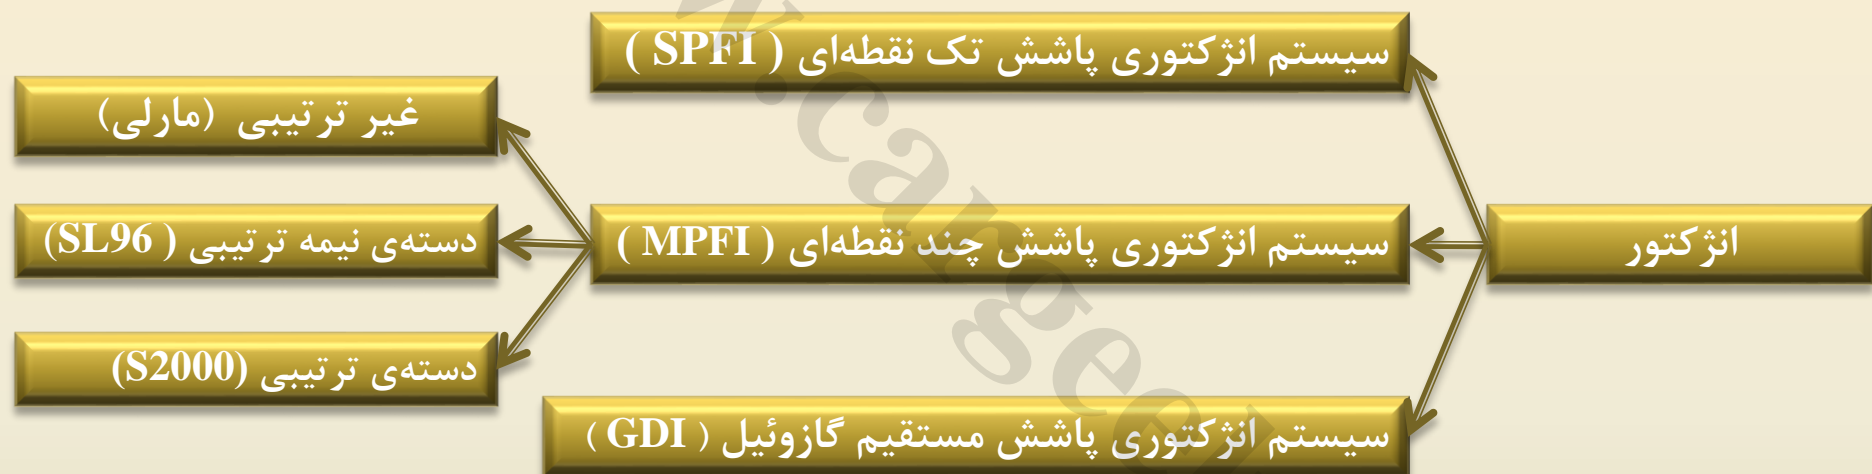 سیستم انژکتوری پاشش تک نقطه‌ای ( SPFI )
غیر ترتیبی (مارلی)
انژکتور
سیستم انژکتوری پاشش چند نقطه‌ای ( MPFI )
دسته‌ی نیمه ترتیبی ( SL96)
دسته‌ی ترتیبی (S2000)
سیستم انژکتوری پاشش مستقیم گازوئیل ( GDI )